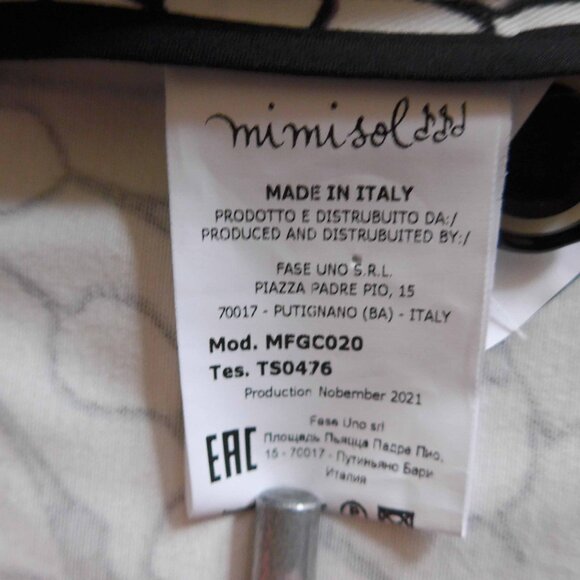 mimisol
MADE IN ITALY
PRODOTTO E DISTRUBUITO DA:/
PRODUCED AND DISTRUBUITED BY:/
FASE UNO S.R.L.
PIAZZA PADRE PIO, 15
70017 - PUTIGNANO (BA) - ITALY
Mod. MFGC020
Tes. TS0476
Production Nobember 2021
Fase Uno srl
EAC
Площадь Пьяцца Падре Пио,
15 - 70017 - Путиньяно Бари
Италия